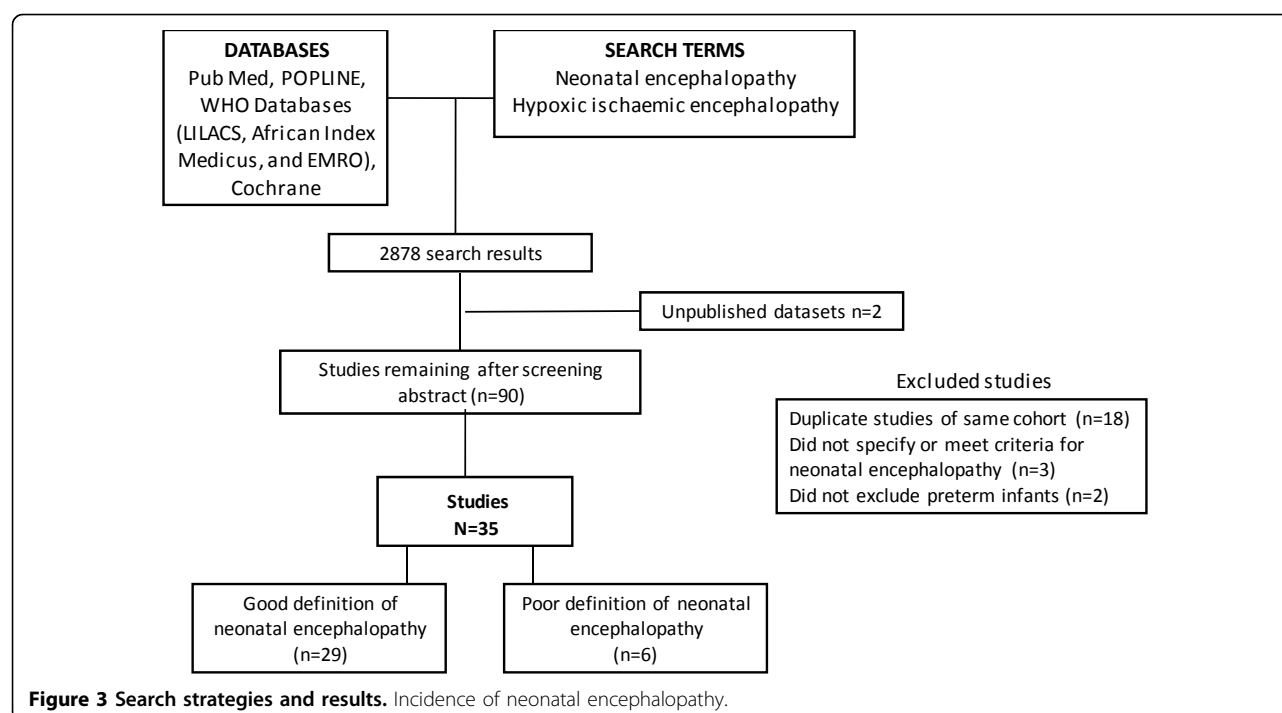 DATABASES
Pub Med, POPLINE,
WHO Databases
(LILACS, African Index
Medicus, and EMRO),
Cochrane
SEARCH TERMS
Neonatal encephalopathy
Hypoxic ischaemic encephalopathy
2878 search results
Unpublished datasets n=2
Studies remaining after screening
abstract (n=90)
Excluded studies
Duplicate studies of same cohort (n=18)
Did not specify or meet criteria for
neonatal encephalopathy (n=3)
Did not exclude preterm infants (n=2)
Studies
N=35
Good definition of
neonatal encephalopathy
(n=29)
Poor definition of neonatal
encephalopathy
(n=6)
Figure 3 Search strategies and results. Incidence of neonatal encephalopathy.